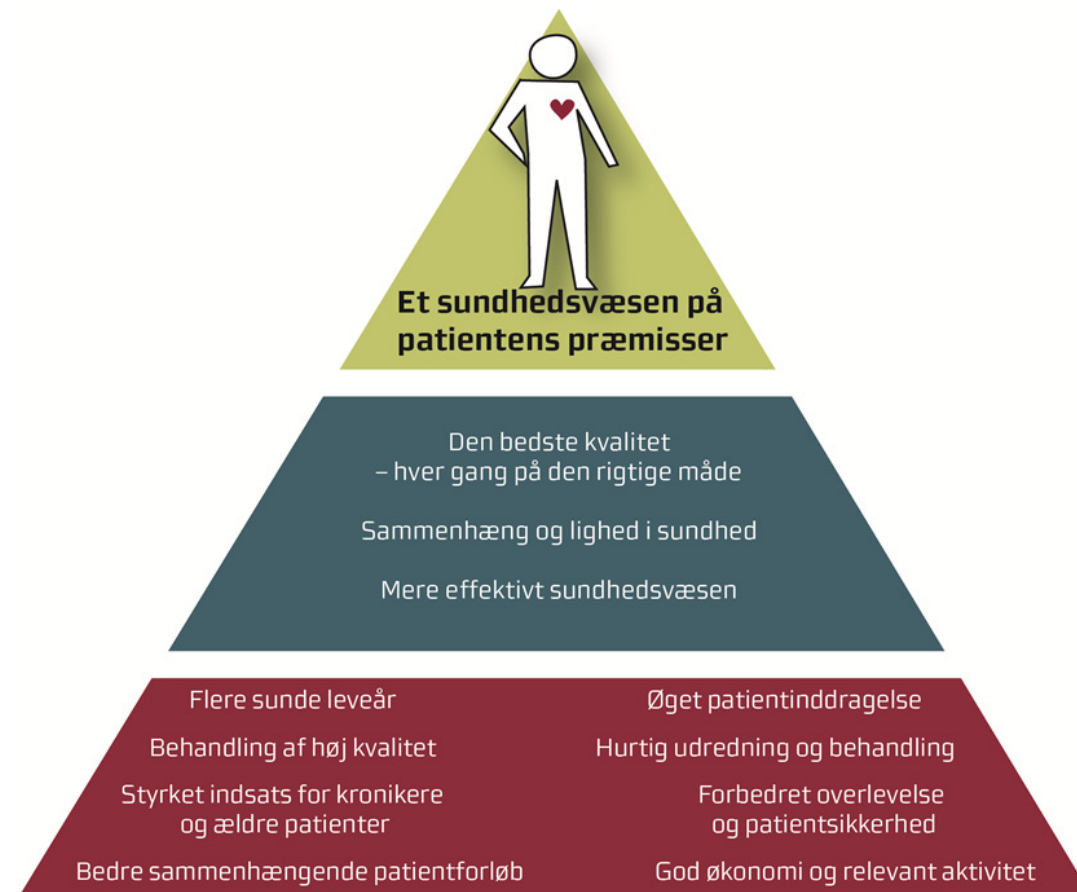 Et sundhedsvæsen på
patientens præmisser
Den bedste kvalitet
– hver gang på den rigtige måde
Sammenhæng og lighed i sundhed
Mere effektivt sundhedsvæsen
Flere sunde leveår
Behandling af høj kvalitet
Styrket indsats for kronikere
og ældre patienter
Bedre sammenhængende patientforløb
Øget patientinddragelse
Hurtig udredning og behandling
Forbedret overlevelse
og patientsikkerhed
God økonomi og relevant aktivitet